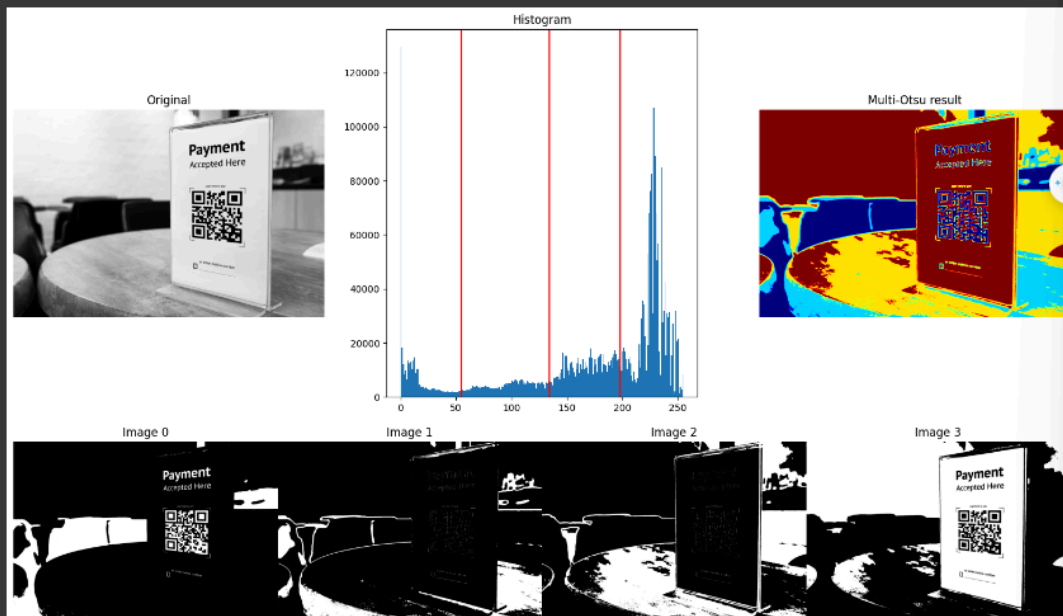 Histogram
120000
100000
80000
60000
40000
20000
0
0
50
100
150
200
250
Original
Payment
Accepted Here
Multi-Otsu result
Payment
Accepted Here
Image 0
Payment
Accepted Here
Image 1
Image 2
Image 3
Payment
Accepted Here